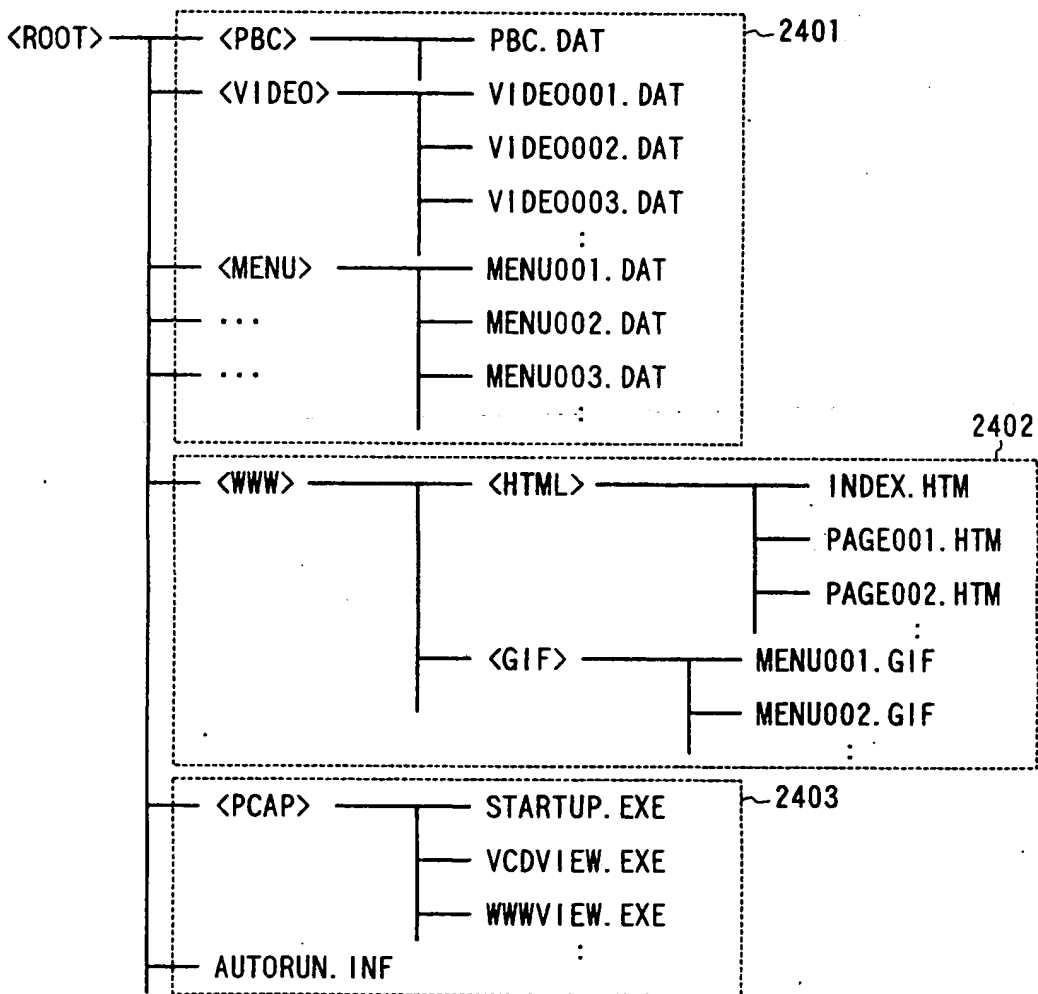 <ROOT> <PBC> PBC.DAT 2401
<VIDEO> VIDEO001.DAT
VIDEO002.DAT
VIDEO003.DAT
:
<MENU> MENU001.DAT
... MENU002.DAT
... MENU003.DAT
:
2402
<WWW> <HTML> INDEX.HTM
PAGE001.HTM
PAGE002.HTM
:
<GIF> MENU001.GIF
MENU002.GIF
:
<PCAP> STARTUP.EXE 2403
VCDVIEW.EXE
WWWVIEW.EXE
:
AUTORUN.INF